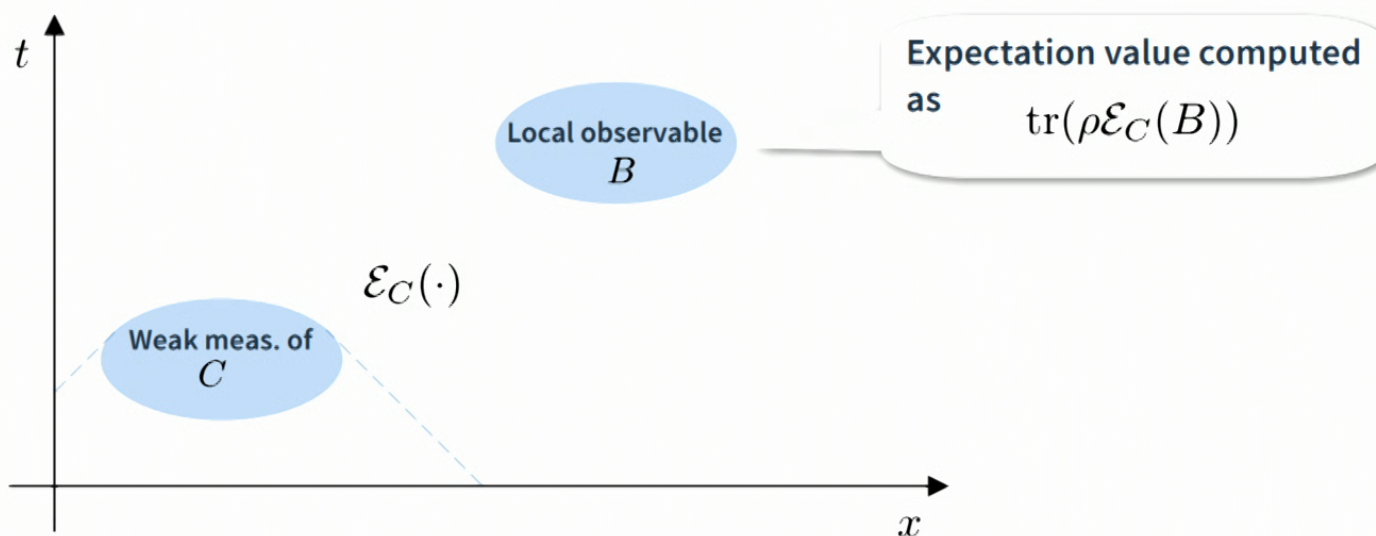 t
Expectation value computed
as tr(ρℰ_C(B))
Local observable
B
ℰ_C(·)
Weak meas. of
C
x